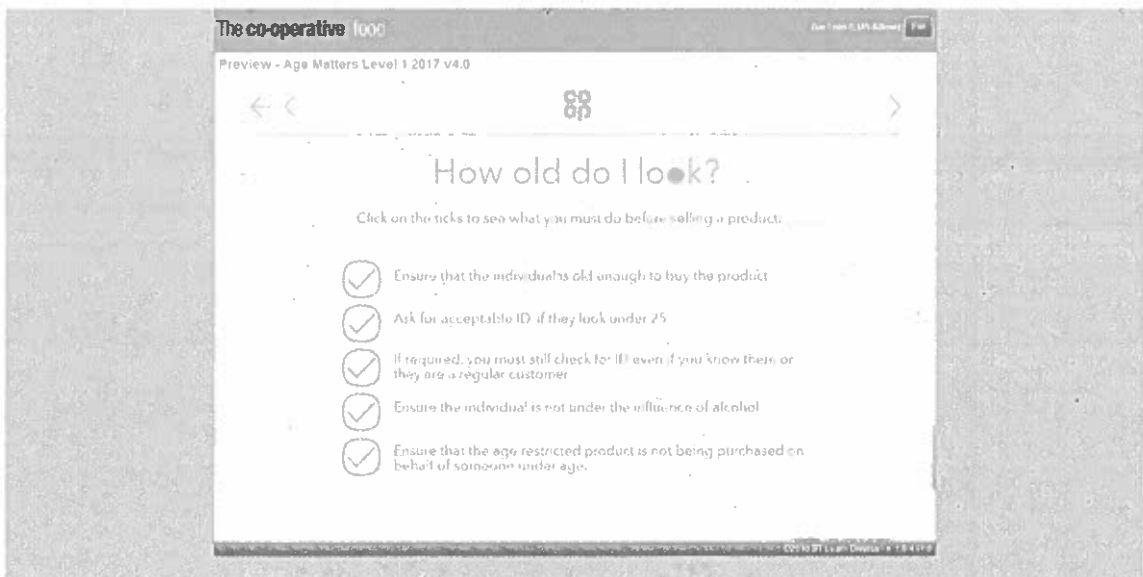 The co-operative food
Exit
Preview - Age Matters Level 1 2017 v4.0
co
op
How old do I look?
Click on the ticks to see what you must do before selling a product.
Ensure that the individual is old enough to buy the product
Ask for acceptable ID if they look under 25
If required, you must still check for ID even if you know there or
they are a regular customer
Ensure the individual is not under the influence of alcohol
Ensure that the age restricted product is not being purchased on
behalf of someone under age.